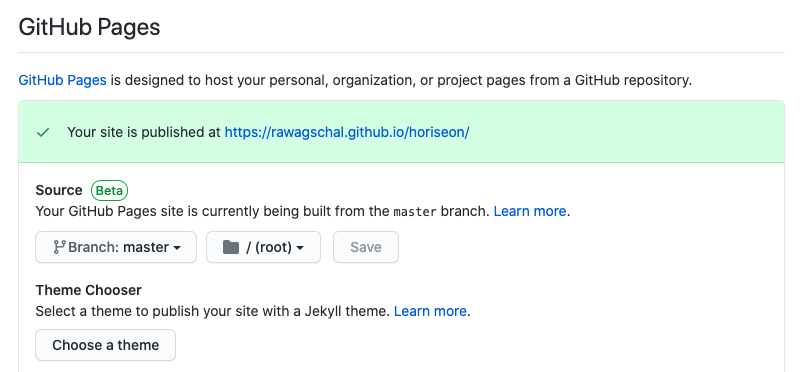 GitHub Pages
GitHub Pages is designed to host your personal, organization, or project pages from a GitHub repository.
Your site is published at https://rawagschal.github.io/horiseon/
Source Beta
Your GitHub Pages site is currently being built from the master branch. Learn more.
Branch: master / (root) Save
Theme Chooser
Select a theme to publish your site with a Jekyll theme. Learn more.
Choose a theme